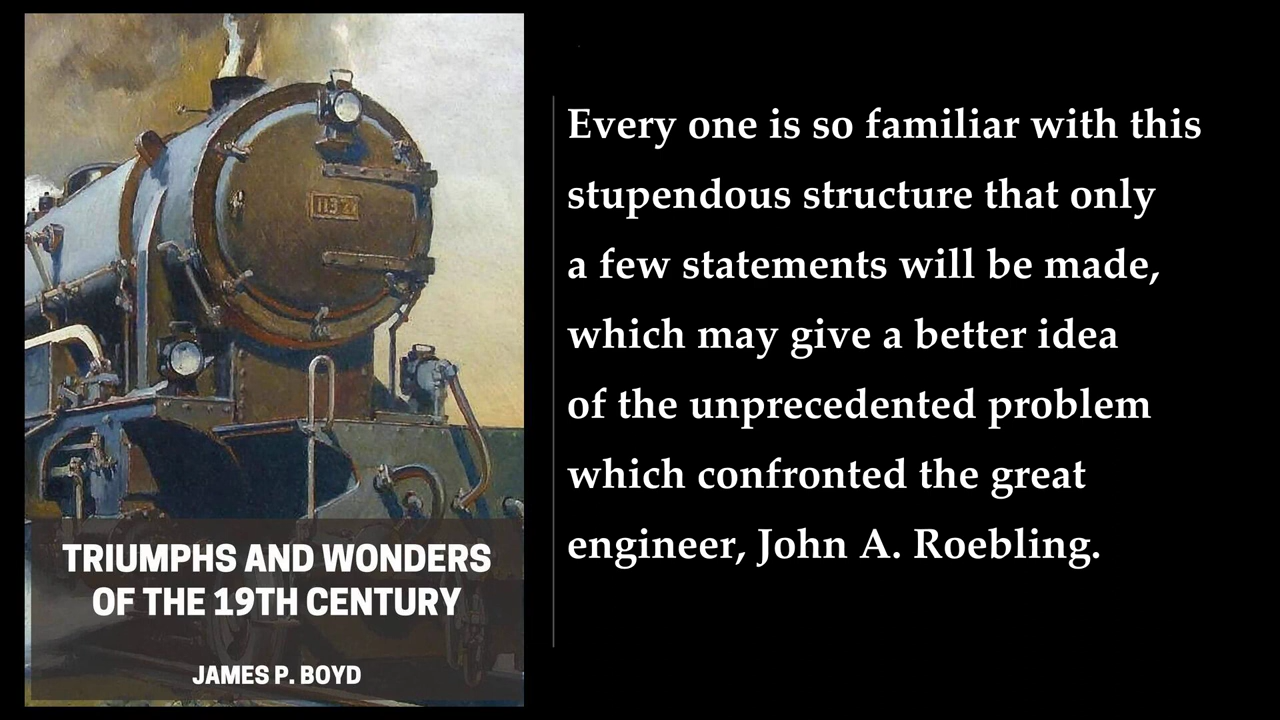 TRIUMPHS AND WONDERS
OF THE 19TH CENTURY
JAMES P. BOYD
Every one is so familiar with this
stupendous structure that only
a few statements will be made,
which may give a better idea
of the unprecedented problem
which confronted the great
engineer, John A. Roebling.